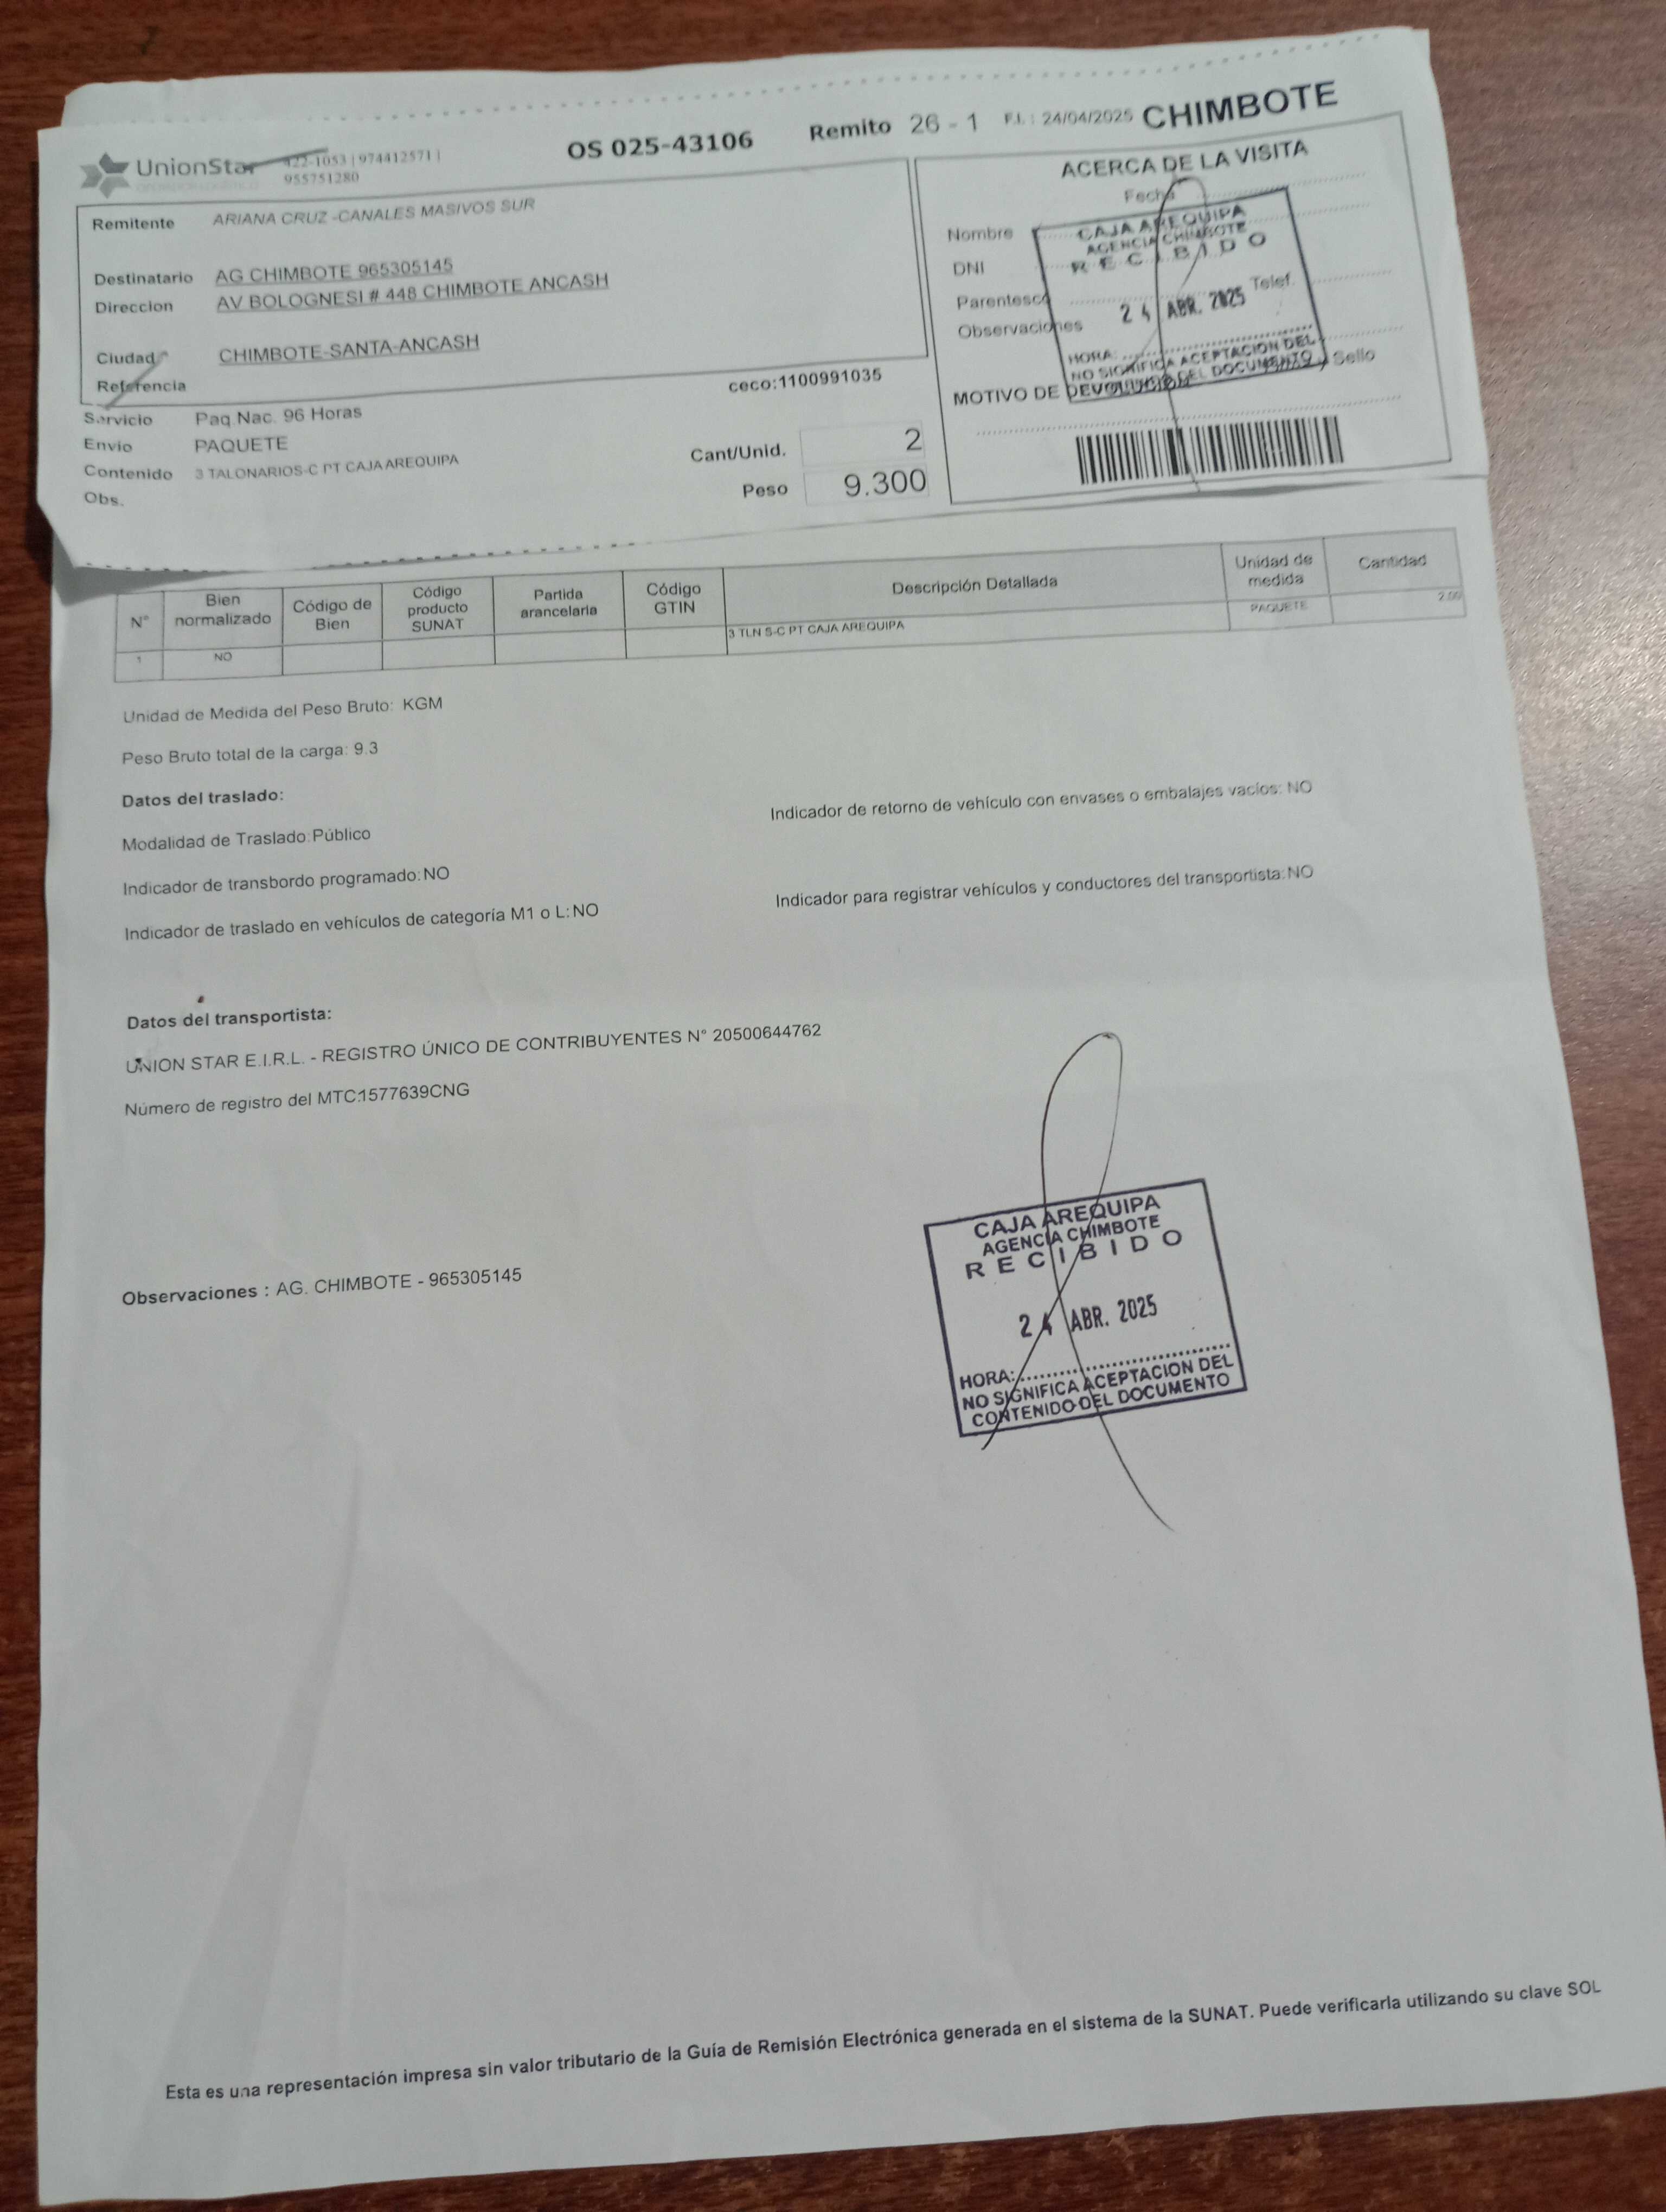 UnionStar 422-1053 | 974412571 |
955751280
OS 025-43106 Remito 26 - 1 F.I. : 24/04/2025 CHIMBOTE
Remitente ARIANA CRUZ -CANALES MASIVOS SUR
Destinatario AG CHIMBOTE 965305145
Direccion AV BOLOGNESI # 448 CHIMBOTE ANCASH
Ciudad CHIMBOTE-SANTA-ANCASH
Referencia
ceco:1100991035
Servicio Paq.Nac. 96 Horas
Envio PAQUETE
Contenido 3 TALONARIOS-C PT CAJA AREQUIPA
Obs.
Cant/Unid. 2
Peso 9.300
ACERCA DE LA VISITA
Fecha
Nombre
DNI
Parentesco
Telef.
Observaciones
CAJA AREQUIPA
AGENCIA CHIMBOTE
RECIBIDO
24 ABR. 2025
HORA:
NO SIGNIFICA ACEPTACION DEL
DEL DOCUMENTO
Sello
MOTIVO DE DEVOLUCIÓN
N° Bien normalizado Código de Bien Código producto SUNAT Partida arancelaria Código GTIN Descripción Detallada Unidad de medida Cantidad
1 NO 3 TLN S-C PT CAJA AREQUIPA PAQUETE 2.00
Unidad de Medida del Peso Bruto: KGM
Peso Bruto total de la carga: 9.3
Datos del traslado:
Indicador de retorno de vehículo con envases o embalajes vacíos: NO
Modalidad de Traslado:Público
Indicador de transbordo programado:NO
Indicador para registrar vehículos y conductores del transportista:NO
Indicador de traslado en vehículos de categoría M1 o L:NO
Datos del transportista:
UNION STAR E.I.R.L. - REGISTRO ÚNICO DE CONTRIBUYENTES N° 20500644762
Número de registro del MTC:1577639CNG
CAJA AREQUIPA
AGENCIA CHIMBOTE
RECIBIDO
24 ABR. 2025
HORA:
NO SIGNIFICA ACEPTACION DEL
CONTENIDO DEL DOCUMENTO
Observaciones : AG. CHIMBOTE - 965305145
Esta es una representación impresa sin valor tributario de la Guía de Remisión Electrónica generada en el sistema de la SUNAT. Puede verificarla utilizando su clave SOL